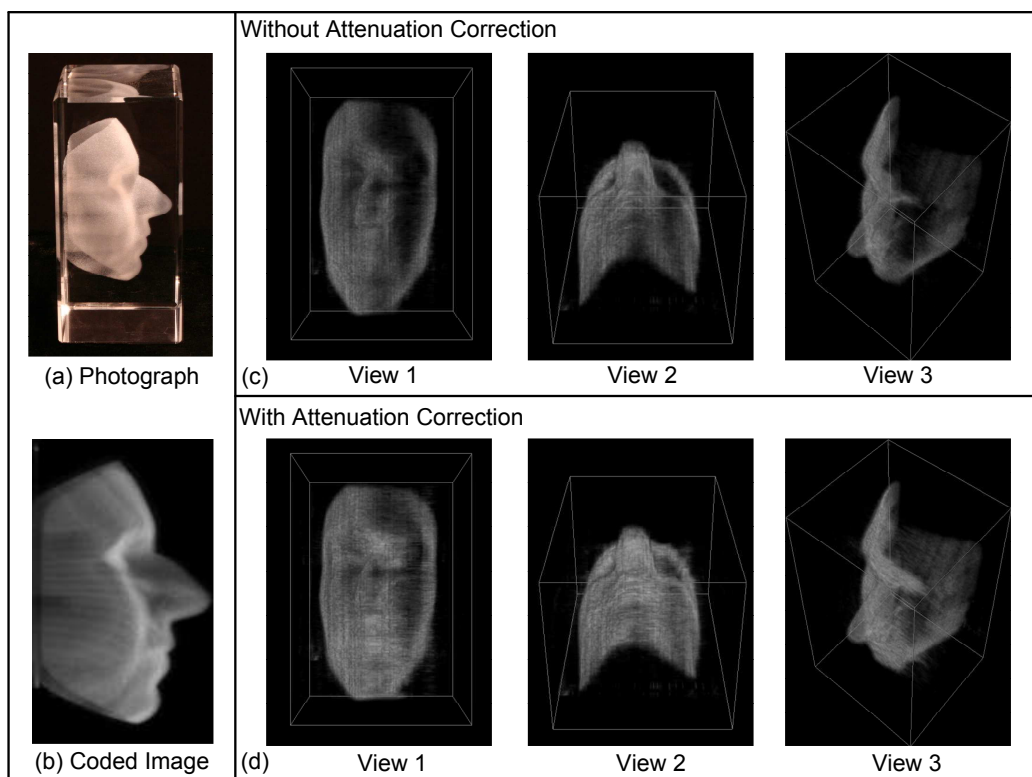 (a) Photograph
(b) Coded Image
Without Attenuation Correction
(c)
View 1
View 2
View 3
With Attenuation Correction
(d)
View 1
View 2
View 3